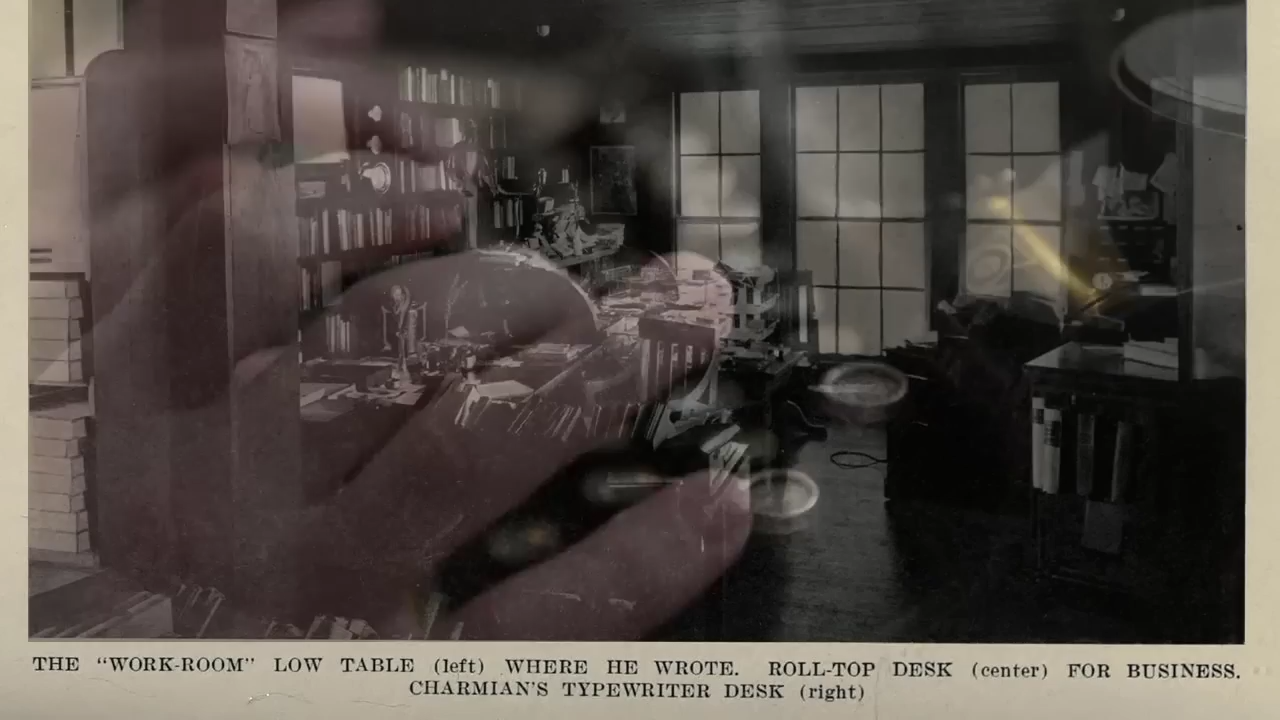 THE “WORK-ROOM” LOW TABLE (left) WHERE HE WROTE. ROLL-TOP DESK (center) FOR BUSINESS.
CHARMIAN'S TYPEWRITER DESK (right)